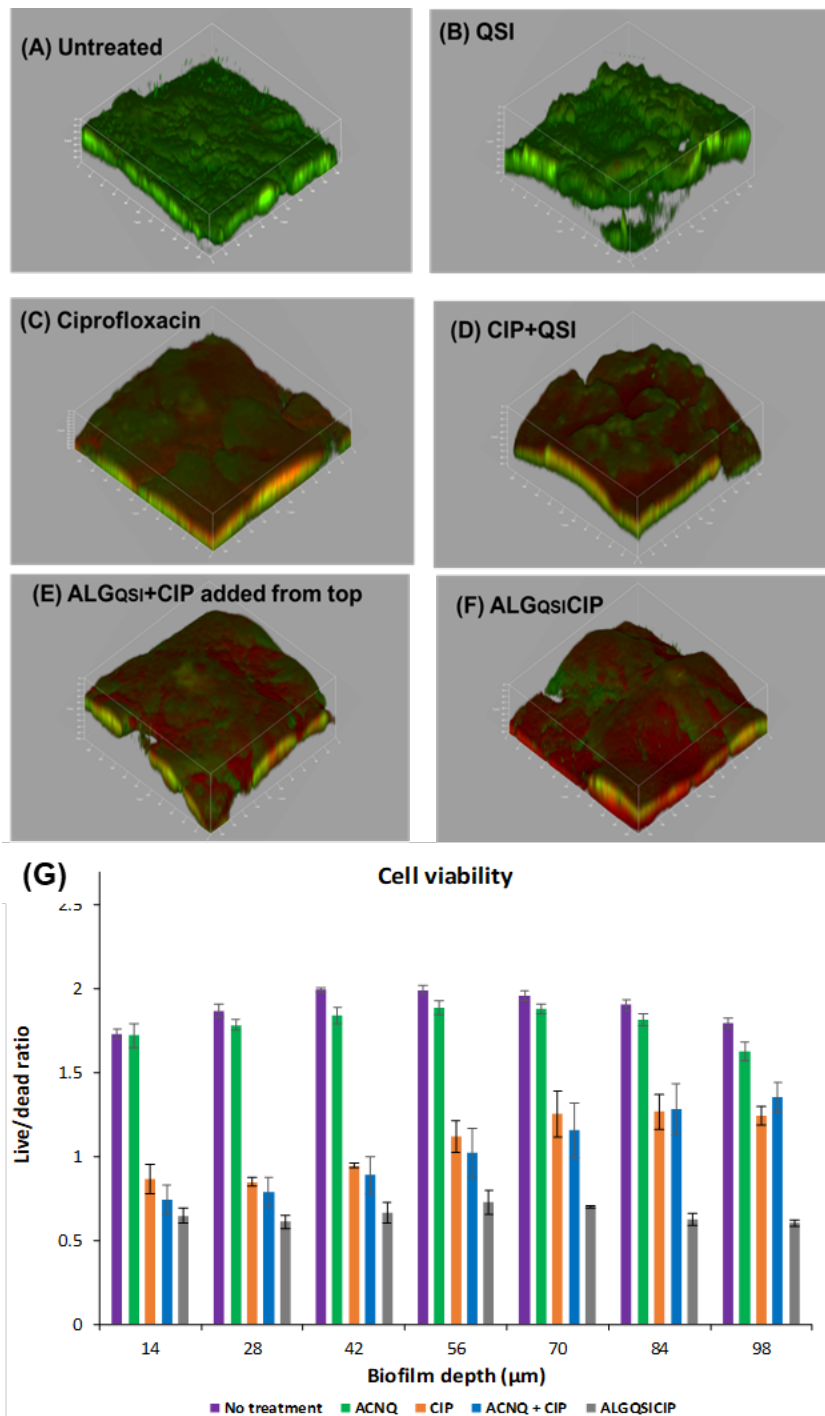 (A) Untreated
(B) QSI
(C) Ciprofloxacin
(D) CIP+QSI
(E) ALGQSI+CIP added from top
(F) ALGQSICIP
(G)
Cell viability
2.5
2
1.5
1
0.5
0
Live/dead ratio
14 28 42 56 70 84 98
Biofilm depth (µm)
No treatment ACNQ CIP ACNQ + CIP ALGQSICIP